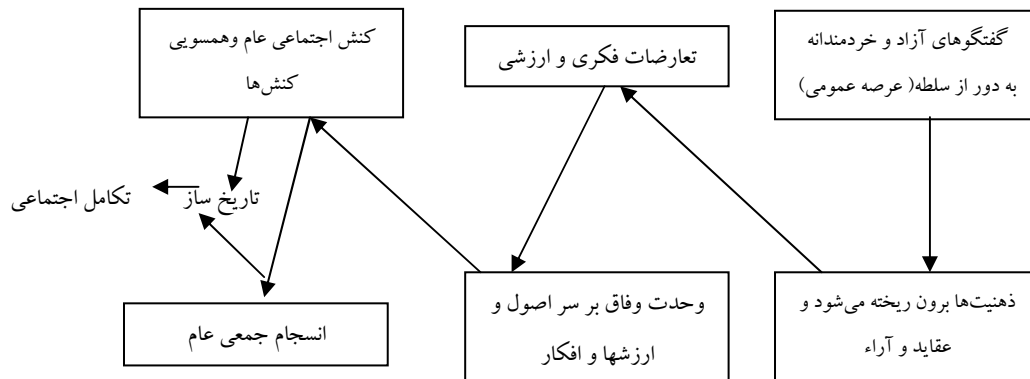 گفتگوهای آزاد و خردمندانه
به دور از سلطه( عرصه عمومی)
تعارضات فکری و ارزشی
کنش اجتماعی عام وهمسویی
کنش‌ها
تاریخ ساز
تکامل اجتماعی
ذهنیت‌ها برون ریخته می‌شود و
عقاید و آراء
وحدت وفاق بر سر اصول و
ارزشها و افکار
انسجام جمعی عام